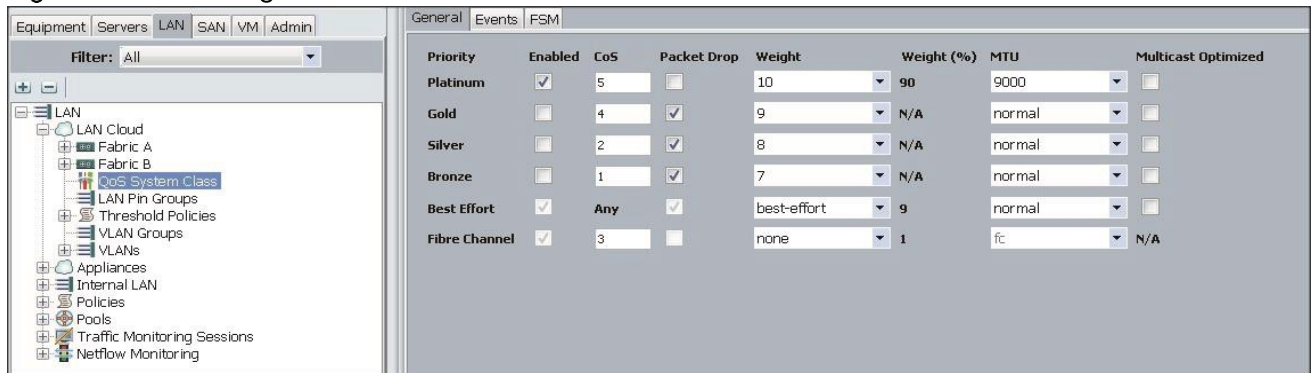 Equipment Servers LAN SAN VM Admin
Filter: All
LAN
LAN Cloud
Fabric A
Fabric B
QoS System Class
LAN Pin Groups
Threshold Policies
VLAN Groups
VLANs
Appliances
Internal LAN
Policies
Pools
Traffic Monitoring Sessions
Netflow Monitoring
General Events FSM
Priority Enabled CoS Packet Drop Weight Weight (%) MTU Multicast Optimized
Platinum 5 10 90 9000
Gold 4 9 N/A normal
Silver 2 8 N/A normal
Bronze 1 7 N/A normal
Best Effort Any best-effort 9 normal
Fibre Channel 3 none 1 fc N/A